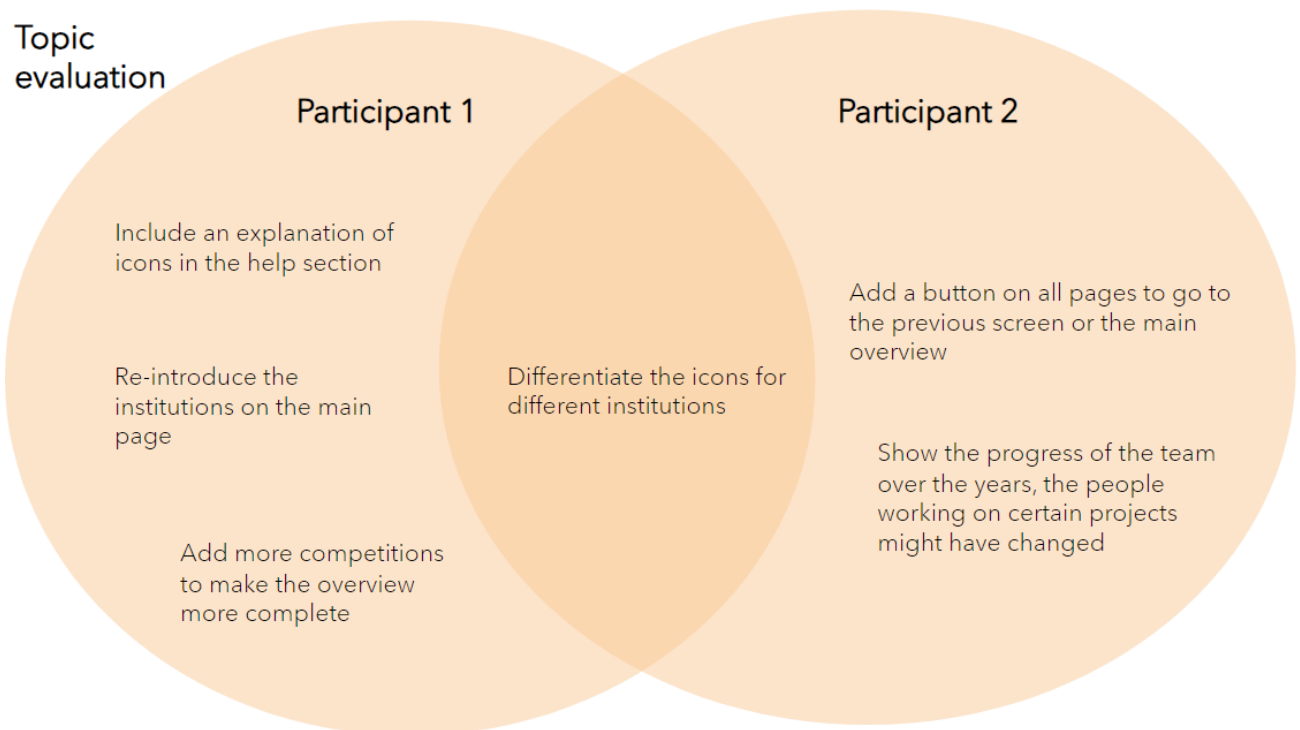 Topic
evaluation
Participant 1
Participant 2
Include an explanation of
icons in the help section
Re-introduce the
institutions on the main
page
Add more competitions
to make the overview
more complete
Differentiate the icons for
different institutions
Add a button on all pages to go to
the previous screen or the main
overview
Show the progress of the team
over the years, the people
working on certain projects
might have changed